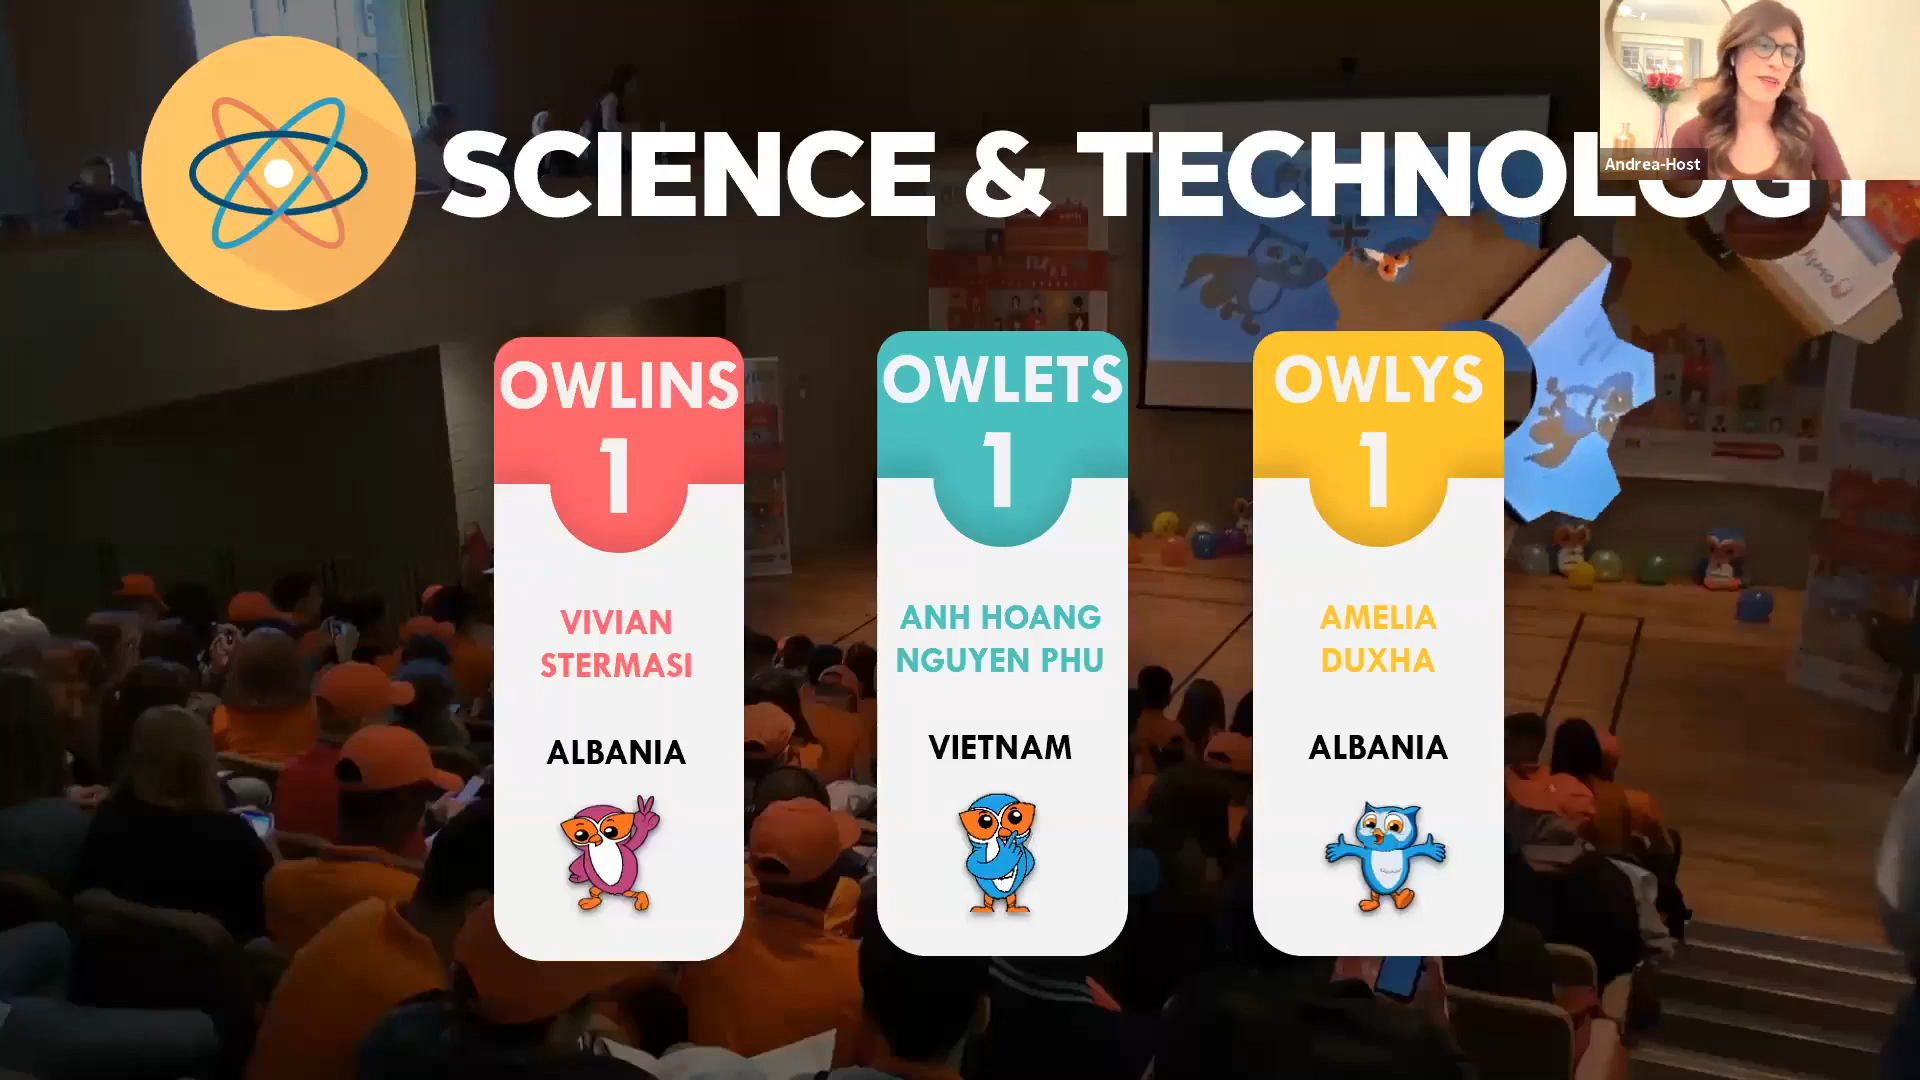 SCIENCE & TECHNOLOGY
Andrea-Host
OWLINS
1
VIVIAN
STERMASI
ALBANIA
OWLETS
1
ANH HOANG
NGUYEN PHU
VIETNAM
OWLYS
1
AMELIA
DUXHA
ALBANIA